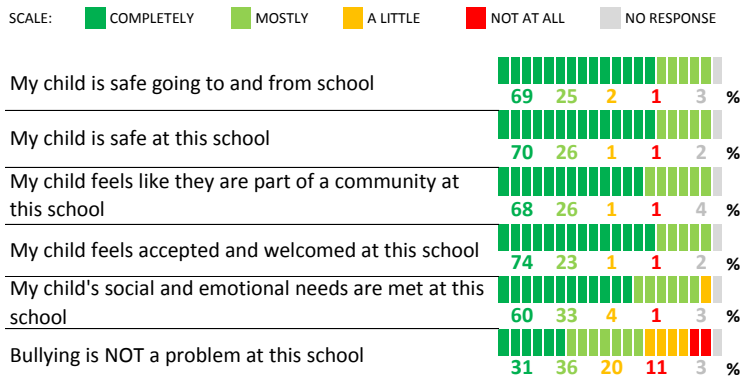 SCALE: COMPLETELY MOSTLY A LITTLE NOT AT ALL NO RESPONSE
My child is safe going to and from school
69 25 2 1 3 %
My child is safe at this school
70 26 1 1 2 %
My child feels like they are part of a community at
this school
68 26 1 1 4 %
My child feels accepted and welcomed at this school
74 23 1 1 2 %
My child's social and emotional needs are met at this
school
60 33 4 1 3 %
Bullying is NOT a problem at this school
31 36 20 11 3 %